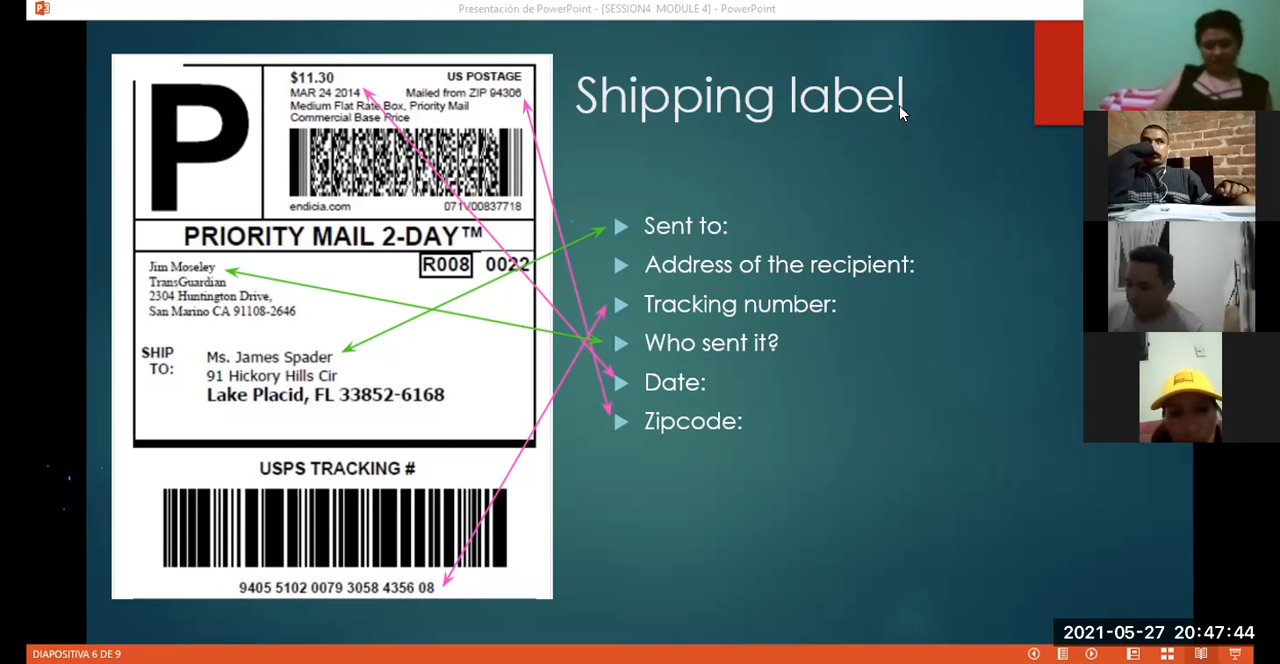 Presentación de PowerPoint - [SESSION4 MODULE 4] - PowerPoint
P
$11.30
US POSTAGE
MAR 24 2014
Mailed from ZIP 94306
Medium Flat Rate Box, Priority Mail
Commercial Base Price
endicia.com
071V00837718
PRIORITY MAIL 2-DAY™
Jim Moseley
R008 0022
TransGuardian
2304 Huntington Drive,
San Marino CA 91108-2646
SHIP TO:
Ms. James Spader
91 Hickory Hills Cir
Lake Placid, FL 33852-6168
USPS TRACKING #
9405 5102 0079 3058 4356 08
Shipping label
Sent to:
Address of the recipient:
Tracking number:
Who sent it?
Date:
Zipcode:
2021-05-27 20:47:44
DIAPOSITIVA 6 DE 9